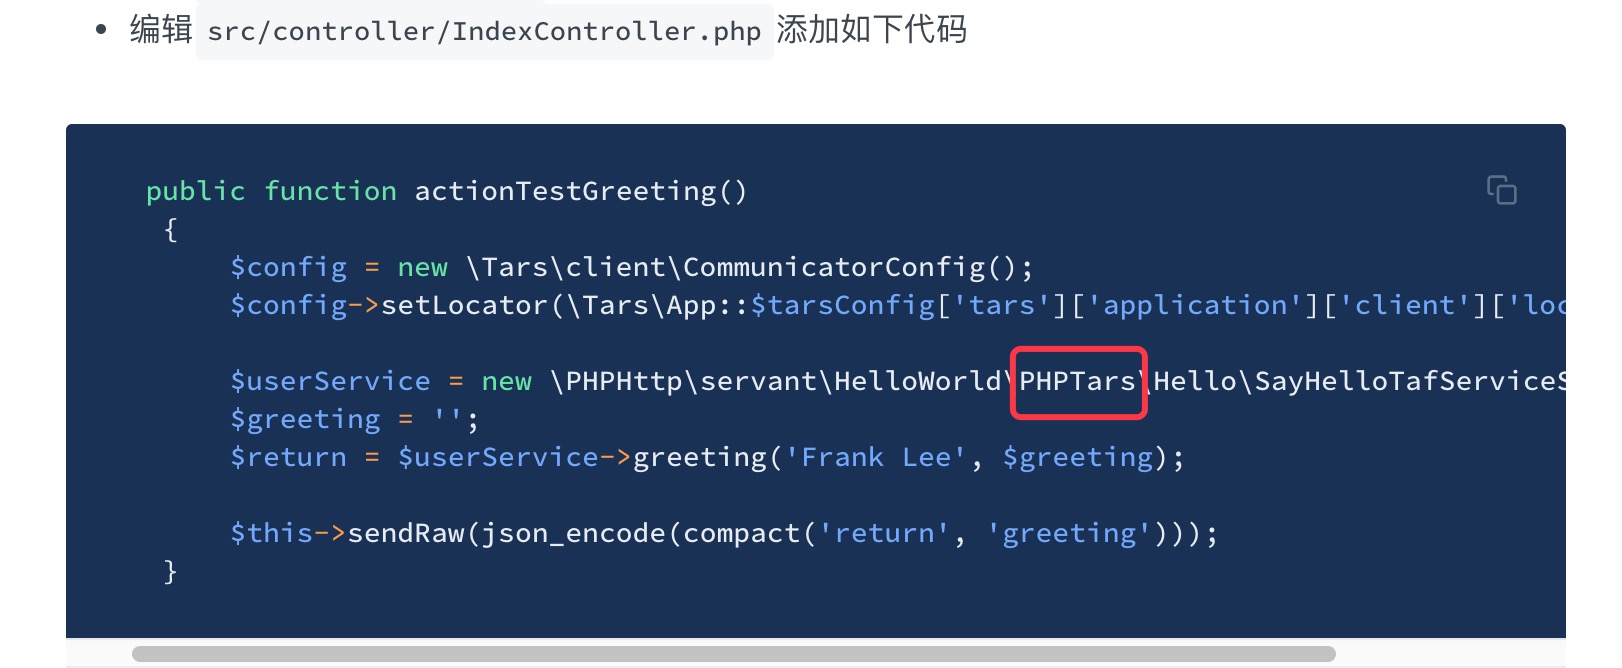 • 编辑 src/controller/IndexController.php 添加如下代码
public function actionTestGreeting()
{
$config = new \Tars\client\CommunicatorConfig();
$config->setLocator(\Tars\App::$tarsConfig['tars']['application']['client']['loc
$userService = new \PHPHttp\servant\HelloWorld\PHPTars\Hello\SayHelloTafServiceS
$greeting = '';
$return = $userService->greeting('Frank Lee', $greeting);
$this->sendRaw(json_encode(compact('return', 'greeting')));
}